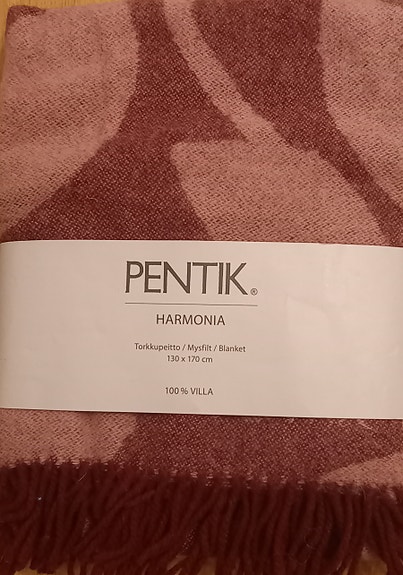 PENTIK®
HARMONIA
Torkkupeitto / Mysfilt / Blanket
130 x 170 cm
100 % VILLA